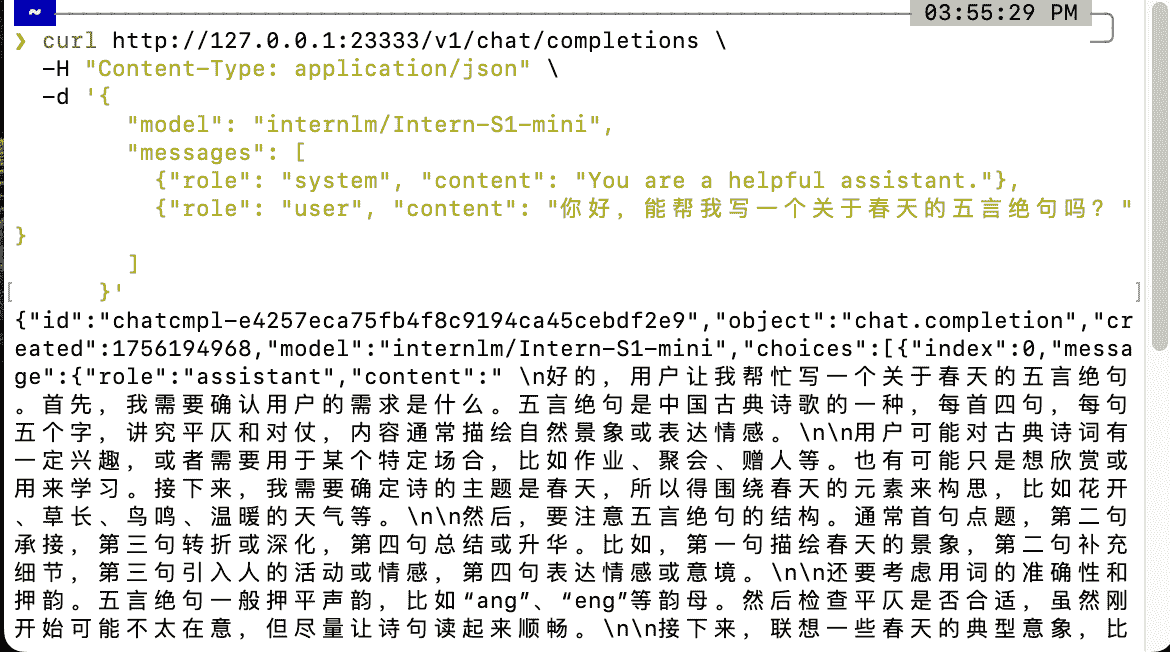 ~ 03:55:29 PM
❯ curl http://127.0.0.1:23333/v1/chat/completions \
  -H "Content-Type: application/json" \
  -d '{
        "model": "internlm/Intern-S1-mini",
        "messages": [
          {"role": "system", "content": "You are a helpful assistant."},
          {"role": "user", "content": "你好，能帮我写一个关于春天的五言绝句吗？"
}
        ]
[      }' ]
{"id":"chatcmpl-e4257eca75fb4f8c9194ca45cebdf2e9","object":"chat.completion","cr
eated":1756194968,"model":"internlm/Intern-S1-mini","choices":[{"index":0,"messa
ge":{"role":"assistant","content":" \n好的，用户让我帮忙写一个关于春天的五言绝句
。首先，我需要确认用户的需求是什么。五言绝句是中国古典诗歌的一种，每首四句，每句
五个字，讲究平仄和对仗，内容通常描绘自然景象或表达情感。\n\n用户可能对古典诗词有
一定兴趣，或者需要用于某个特定场合，比如作业、聚会、赠人等。也有可能只是想欣赏或
用来学习。接下来，我需要确定诗的主题是春天，所以得围绕春天的元素来构思，比如花开
、草长、鸟鸣、温暖的天气等。\n\n然后，要注意五言绝句的结构。通常首句点题，第二句
承接，第三句转折或深化，第四句总结或升华。比如，第一句描绘春天的景象，第二句补充
细节，第三句引入人的活动或情感，第四句表达情感或意境。\n\n还要考虑用词的准确性和
押韵。五言绝句一般押平声韵，比如“ang”、“eng”等韵母。然后检查平仄是否合适，虽然刚
开始可能不太在意，但尽量让诗句读起来顺畅。\n\n接下来，联想一些春天的典型意象，比